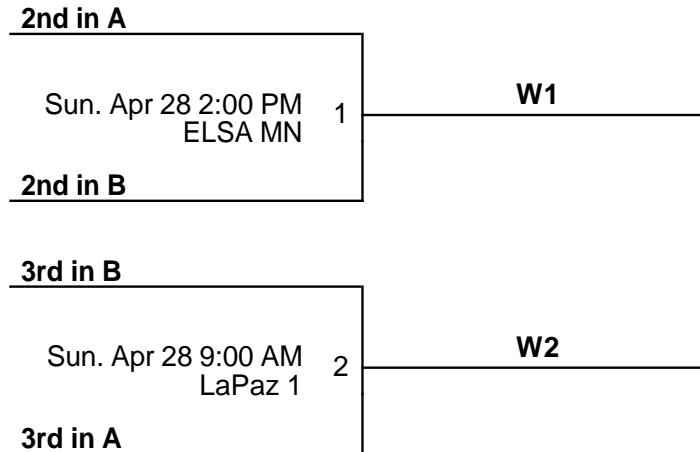 2nd in A
Sun. Apr 28 2:00 PM
ELSA MN
1
W1
2nd in B
3rd in B
Sun. Apr 28 9:00 AM
LaPaz 1
2
W2
3rd in A